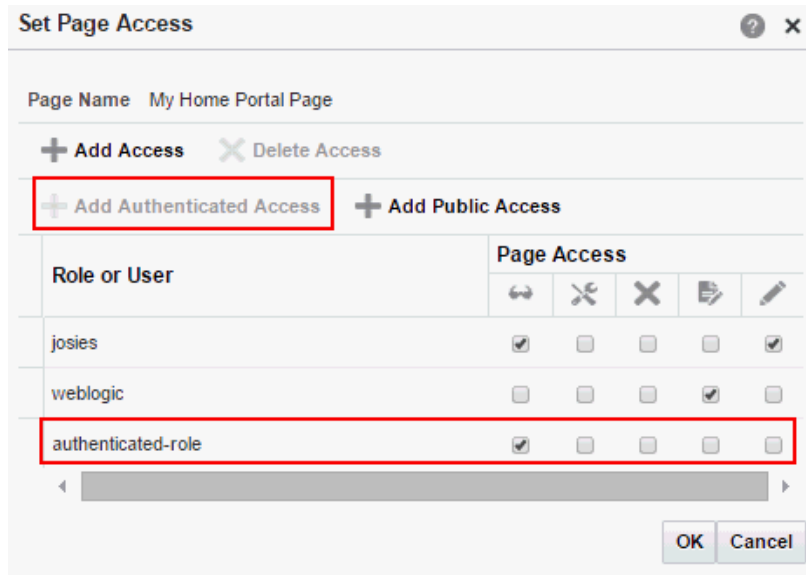 Set Page Access
Page Name My Home Portal Page
Add Access Delete Access
Add Authenticated Access Add Public Access
Role or User Page Access
josies
weblogic
authenticated-role
OK Cancel